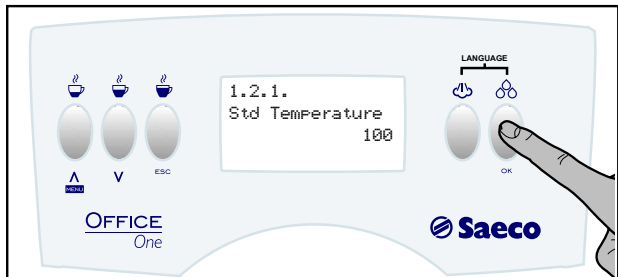 LANGUAGE
1.2.1.
Std Temperature
100
MENU
V
ESC
OK
OFFICE
One
Saeco